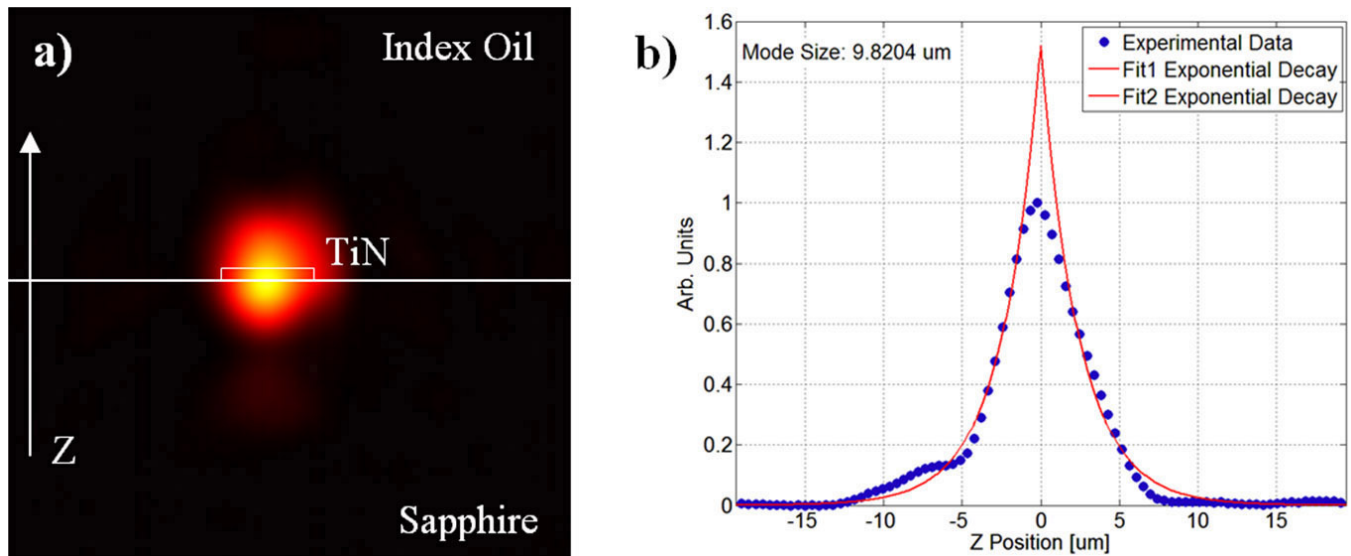 a)
Index Oil
TiN
Z
Sapphire
b)
Mode Size: 9.8204 um
Experimental Data
Fit1 Exponential Decay
Fit2 Exponential Decay
Arb. Units
1.6
1.4
1.2
1
0.8
0.6
0.4
0.2
0
-15 -10 -5 0 5 10 15
Z Position [um]